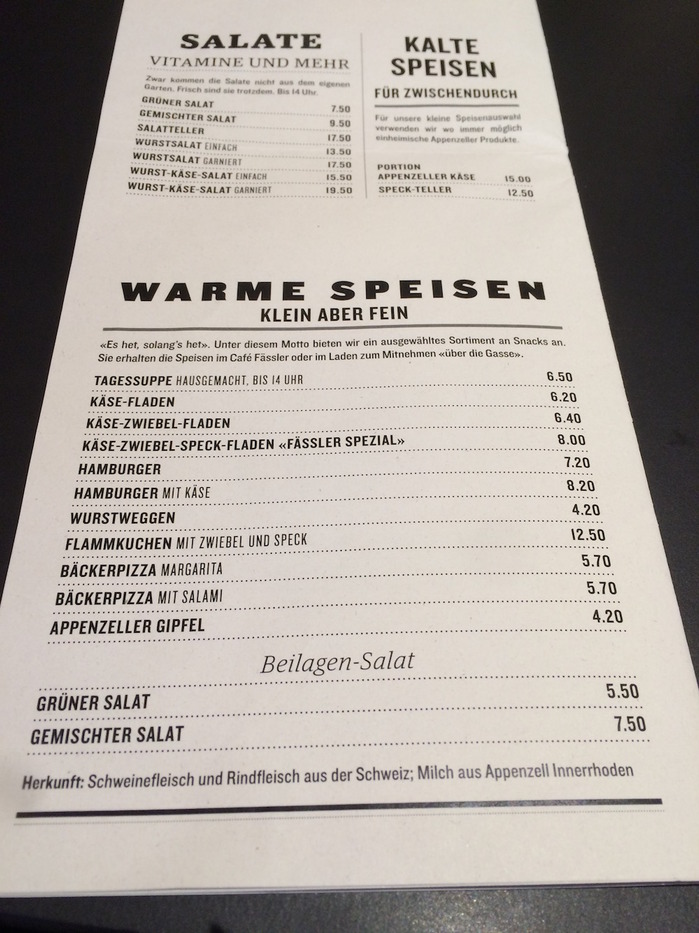 SALATE
VITAMINE UND MEHR
Zwar kommen die Salate nicht aus dem eigenen
Garten. Frisch sind sie trotzdem. Bis 14 Uhr.
GRÜNER SALAT 7.50
GEMISCHTER SALAT 9.50
SALATTELLER 17.50
WURSTSALAT EINFACH 13.50
WURSTSALAT GARNIERT 17.50
WURST-KÄSE-SALAT EINFACH 15.50
WURST-KÄSE-SALAT GARNIERT 19.50
KALTE
SPEISEN
FÜR ZWISCHENDURCH
Für unsere kleine Speisenauswahl
verwenden wir wo immer möglich
einheimische Appenzeller Produkte.
PORTION
APPENZELLER KÄSE 15.00
SPECK-TELLER 12.50
WARME SPEISEN
KLEIN ABER FEIN
«Es het, solang's het». Unter diesem Motto bieten wir ein ausgewähltes Sortiment an Snacks an.
Sie erhalten die Speisen im Café Fässler oder im Laden zum Mitnehmen «über die Gasse».
TAGESSUPPE HAUSGEMACHT, BIS 14 UHR 6.50
KÄSE-FLADEN 6.20
KÄSE-ZWIEBEL-FLADEN 6.40
KÄSE-ZWIEBEL-SPECK-FLADEN «FÄSSLER SPEZIAL» 8.00
HAMBURGER 7.20
HAMBURGER MIT KÄSE 8.20
WURSTWEGGEN 4.20
FLAMMKUCHEN MIT ZWIEBEL UND SPECK 12.50
BÄCKERPIZZA MARGARITA 5.70
BÄCKERPIZZA MIT SALAMI 5.70
APPENZELLER GIPFEL 4.20
Beilagen-Salat
GRÜNER SALAT 5.50
GEMISCHTER SALAT 7.50
Herkunft: Schweinefleisch und Rindfleisch aus der Schweiz; Milch aus Appenzell Innerrhoden